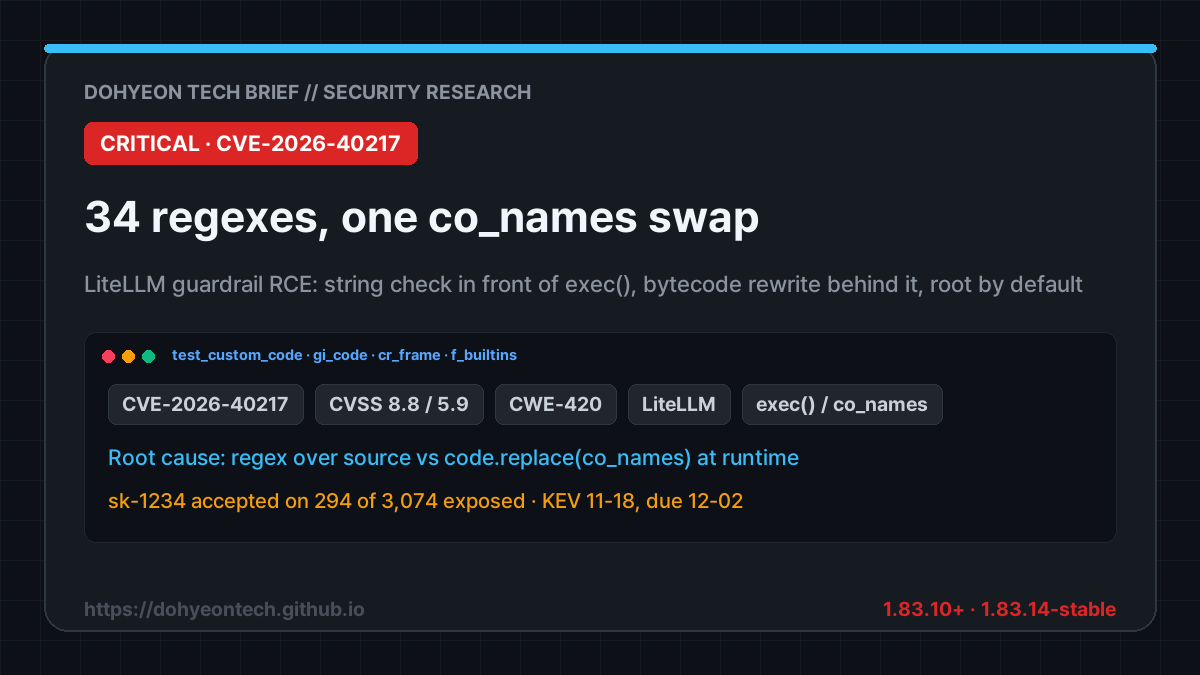 DOHYEON TECH BRIEF // SECURITY RESEARCH
CRITICAL · CVE-2026-40217
34 regexes, one co_names swap
LiteLLM guardrail RCE: string check in front of exec(), bytecode rewrite behind it, root by default
test_custom_code · gi_code · cr_frame · f_builtins
CVE-2026-40217 CVSS 8.8 / 5.9 CWE-420 LiteLLM exec() / co_names
Root cause: regex over source vs code.replace(co_names) at runtime
sk-1234 accepted on 294 of 3,074 exposed · KEV 11-18, due 12-02
https://dohyeontech.github.io 1.83.10+ · 1.83.14-stable